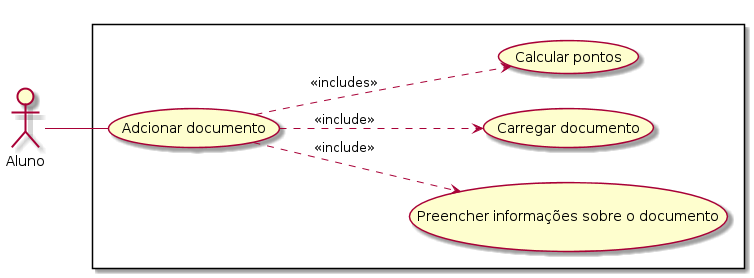 Calcular pontos
«includes»
Adcionar documento
«include»
Carregar documento
«include»
Aluno
Preencher informações sobre o documento